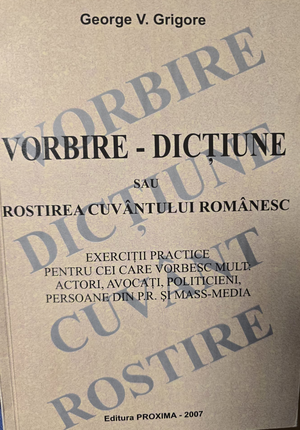 George V. Grigore
VORBIRE
VORBIRE - DICȚIUNE
SAU
DICȚIUNE
ROSTIREA CUVÂNTULUI ROMÂNESC
EXERCIȚII PRACTICE
PENTRU CEI CARE VORBESC MULT:
ACTORI, AVOCAȚI, POLITICIENI,
PERSOANE DIN P.R. ȘI MASS-MEDIA
CUVÂNT
ROSTIRE
Editura PROXIMA - 2007